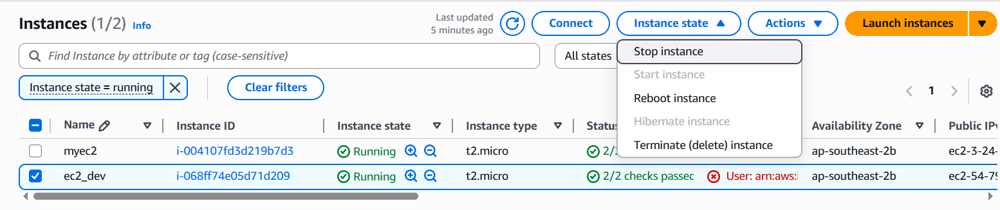 Instances (1/2) Info
Last updated
5 minutes ago
Connect
Instance state
Actions
Launch instances
Find Instance by attribute or tag (case-sensitive)
All states
Stop instance
Start instance
Reboot instance
Hibernate instance
Terminate (delete) instance
Instance state = running
Clear filters
1
Name Instance ID Instance state Instance type Status Availability Zone Public IPv
myec2 i-004107fd3d219b7d3 Running t2.micro 2/2 ap-southeast-2b ec2-3-24-
ec2_dev i-068ff74e05d71d209 Running t2.micro 2/2 checks passec User: arn:aws:i ap-southeast-2b ec2-54-79